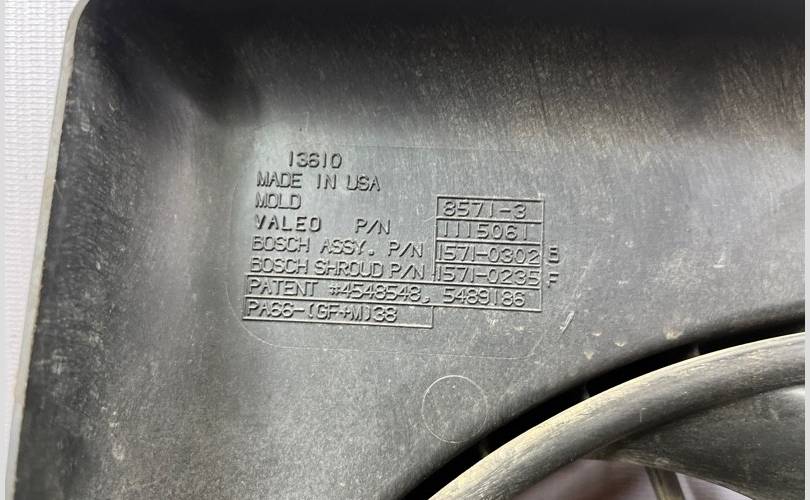 13610
MADE IN USA
MOLD 8571-3
VALEO P/N 1115061
BOSCH ASSY. P/N 1571-0302 B
BOSCH SHROUD P/N 1571-0235 F
PATENT #4548548, 5489186
PA66-(GF+M)38